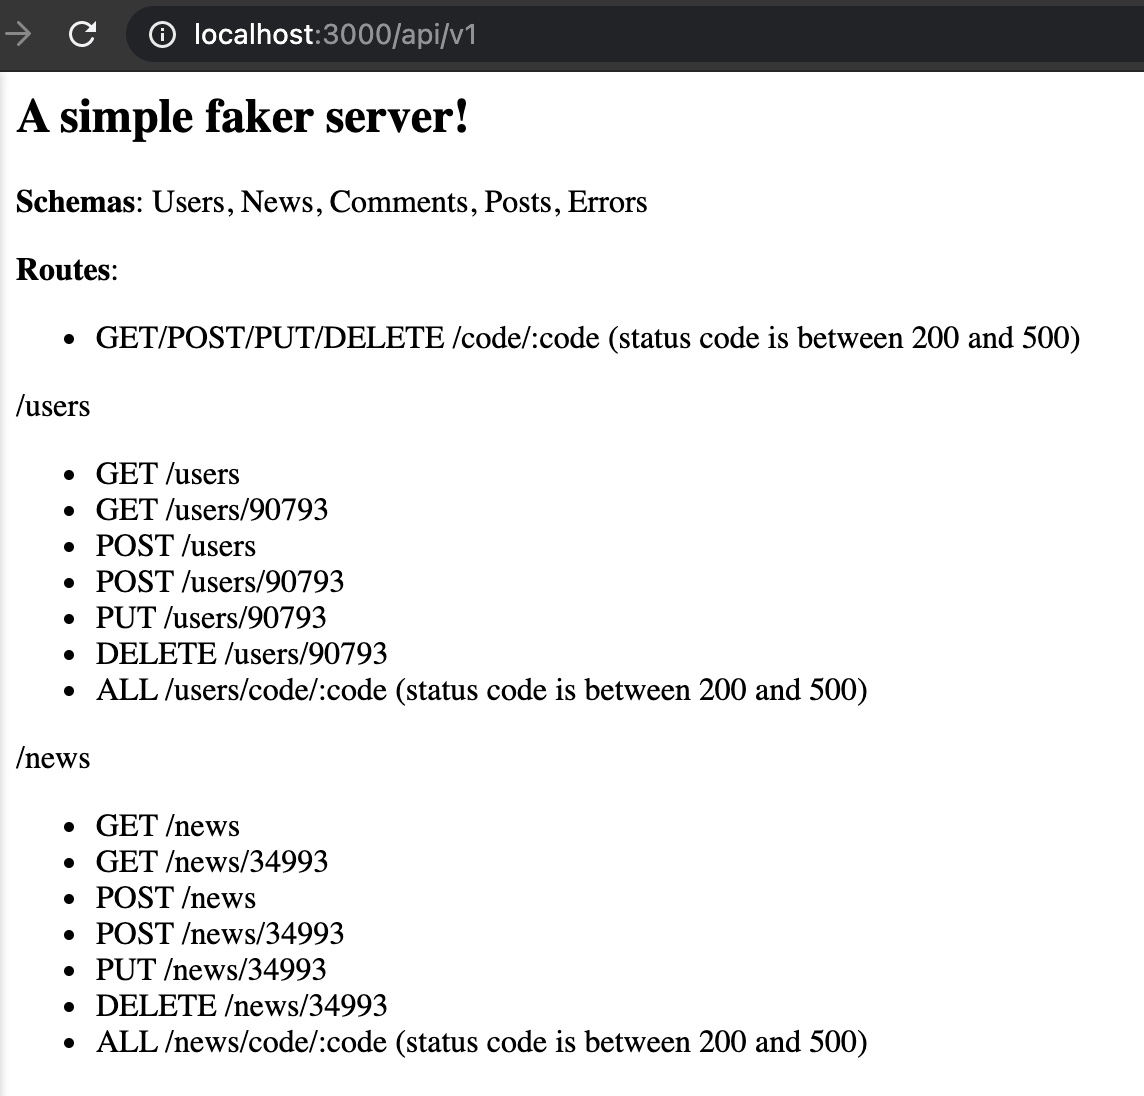 localhost:3000/api/v1
A simple faker server!
Schemas: Users, News, Comments, Posts, Errors
Routes:
• GET/POST/PUT/DELETE /code/:code (status code is between 200 and 500)
/users
• GET /users
• GET /users/90793
• POST /users
• POST /users/90793
• PUT /users/90793
• DELETE /users/90793
• ALL /users/code/:code (status code is between 200 and 500)
/news
• GET /news
• GET /news/34993
• POST /news
• POST /news/34993
• PUT /news/34993
• DELETE /news/34993
• ALL /news/code/:code (status code is between 200 and 500)